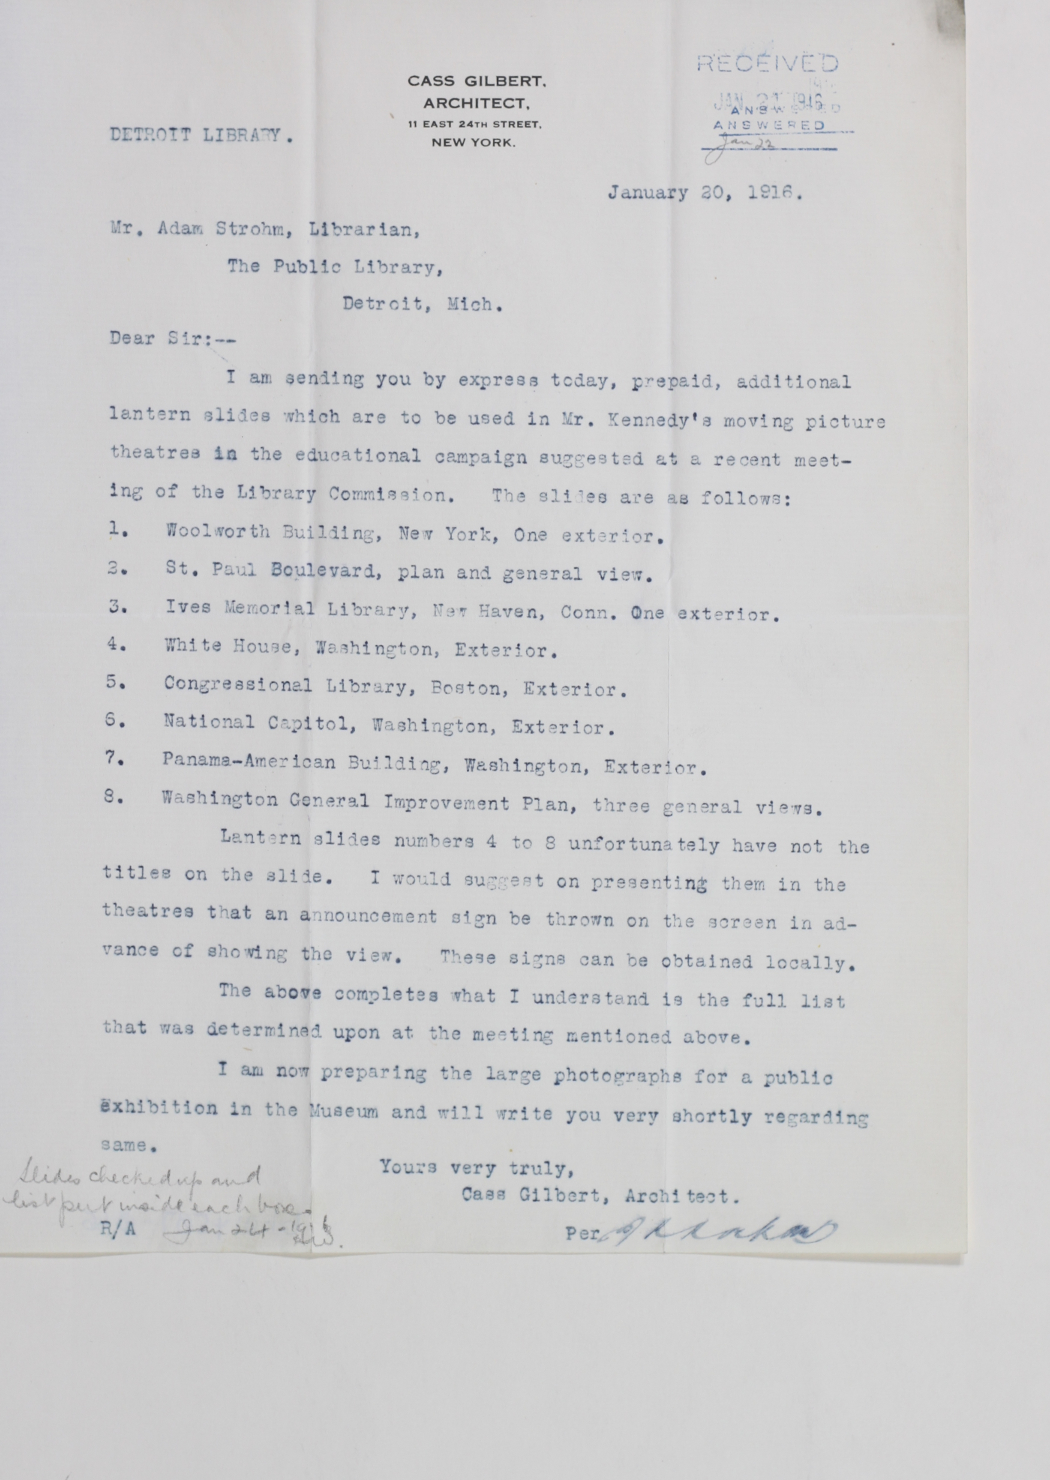 CASS GILBERT,
ARCHITECT,
11 EAST 24TH STREET,
NEW YORK.
RECEIVED
JAN 21 1916
ANSWERED
ANSWERED
Jan 22
DETROIT LIBRARY.
January 20, 1916.
Mr. Adam Strohm, Librarian,
The Public Library,
Detroit, Mich.
Dear Sir:--
I am sending you by express today, prepaid, additional
lantern slides which are to be used in Mr. Kennedy's moving picture
theatres in the educational campaign suggested at a recent meet-
ing of the Library Commission. The slides are as follows:
1. Woolworth Building, New York, One exterior.
2. St. Paul Boulevard, plan and general view.
3. Ives Memorial Library, New Haven, Conn. One exterior.
4. White House, Washington, Exterior.
5. Congressional Library, Boston, Exterior.
6. National Capitol, Washington, Exterior.
7. Panama-American Building, Washington, Exterior.
8. Washington General Improvement Plan, three general views.
Lantern slides numbers 4 to 8 unfortunately have not the
titles on the slide. I would suggest on presenting them in the
theatres that an announcement sign be thrown on the screen in ad-
vance of showing the view. These signs can be obtained locally.
The above completes what I understand is the full list
that was determined upon at the meeting mentioned above.
I am now preparing the large photographs for a public
exhibition in the Museum and will write you very shortly regarding
same.
Yours very truly,
Cass Gilbert, Architect.
Per
Slides checked up and
list put inside each box.
R/A Jan 24 - 1916